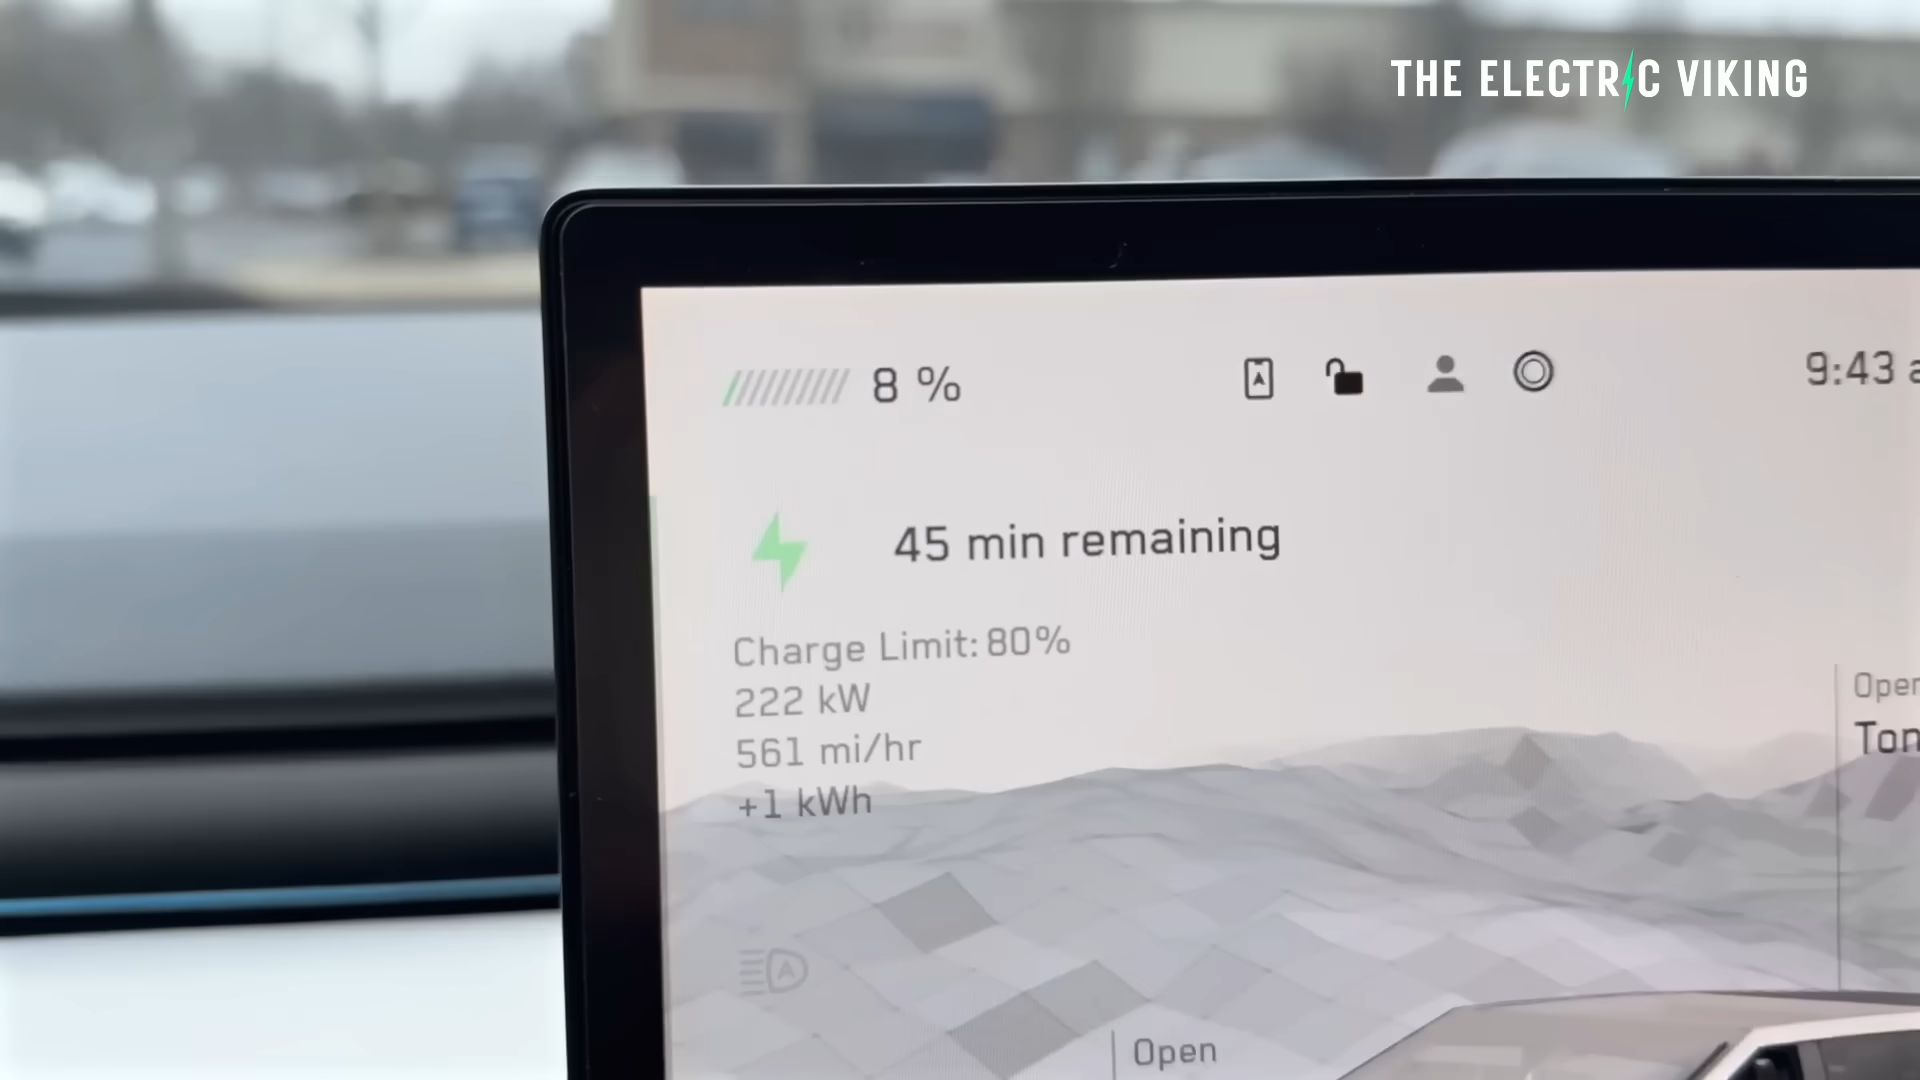 THE ELECTRIC VIKING
8 %
9:43
45 min remaining
Charge Limit: 80%
222 kW
561 mi/hr
+1 kWh
Open